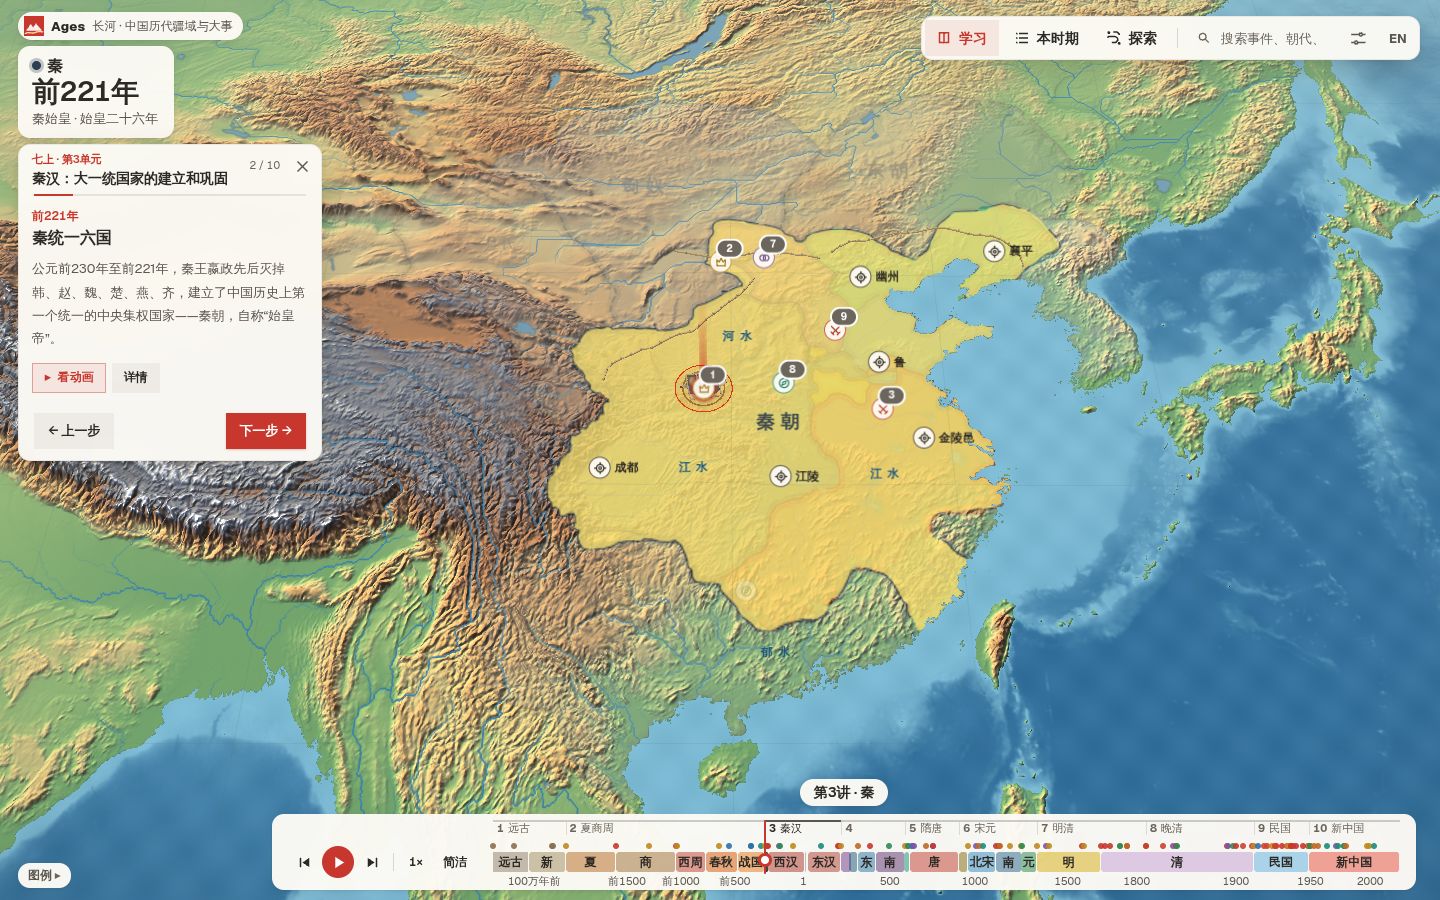 Ages 长河 · 中国历代疆域与大事
秦
前221年
秦始皇 · 始皇二十六年
学习 本时期 探索 搜索事件、朝代、 EN
七上 · 第3单元
秦汉：大一统国家的建立和巩固
2 / 10
前221年
秦统一六国
公元前230年至前221年，秦王嬴政先后灭掉
韩、赵、魏、楚、燕、齐，建立了中国历史上第
一个统一的中央集权国家——秦朝，自称“始皇
帝”。
看动画 详情
上一步 下一步
2
7
襄平
幽州
9
河 水
鲁
1
8
3
秦 朝
金陵邑
成都
江 水
江陵
江 水
郁 水
第3讲 · 秦
1 远古 2 夏商周 3 秦汉 4 5 隋唐 6 宋元 7 明清 8 晚清 9 民国 10 新中国
1× 简洁
远古 新 夏 商 西周 春秋 战国 西汉 东汉 东 南 唐 北宋 南 元 明 清 民国 新中国
100万年前 前1500 前1000 前500 1 500 1000 1500 1800 1900 1950 2000
图例